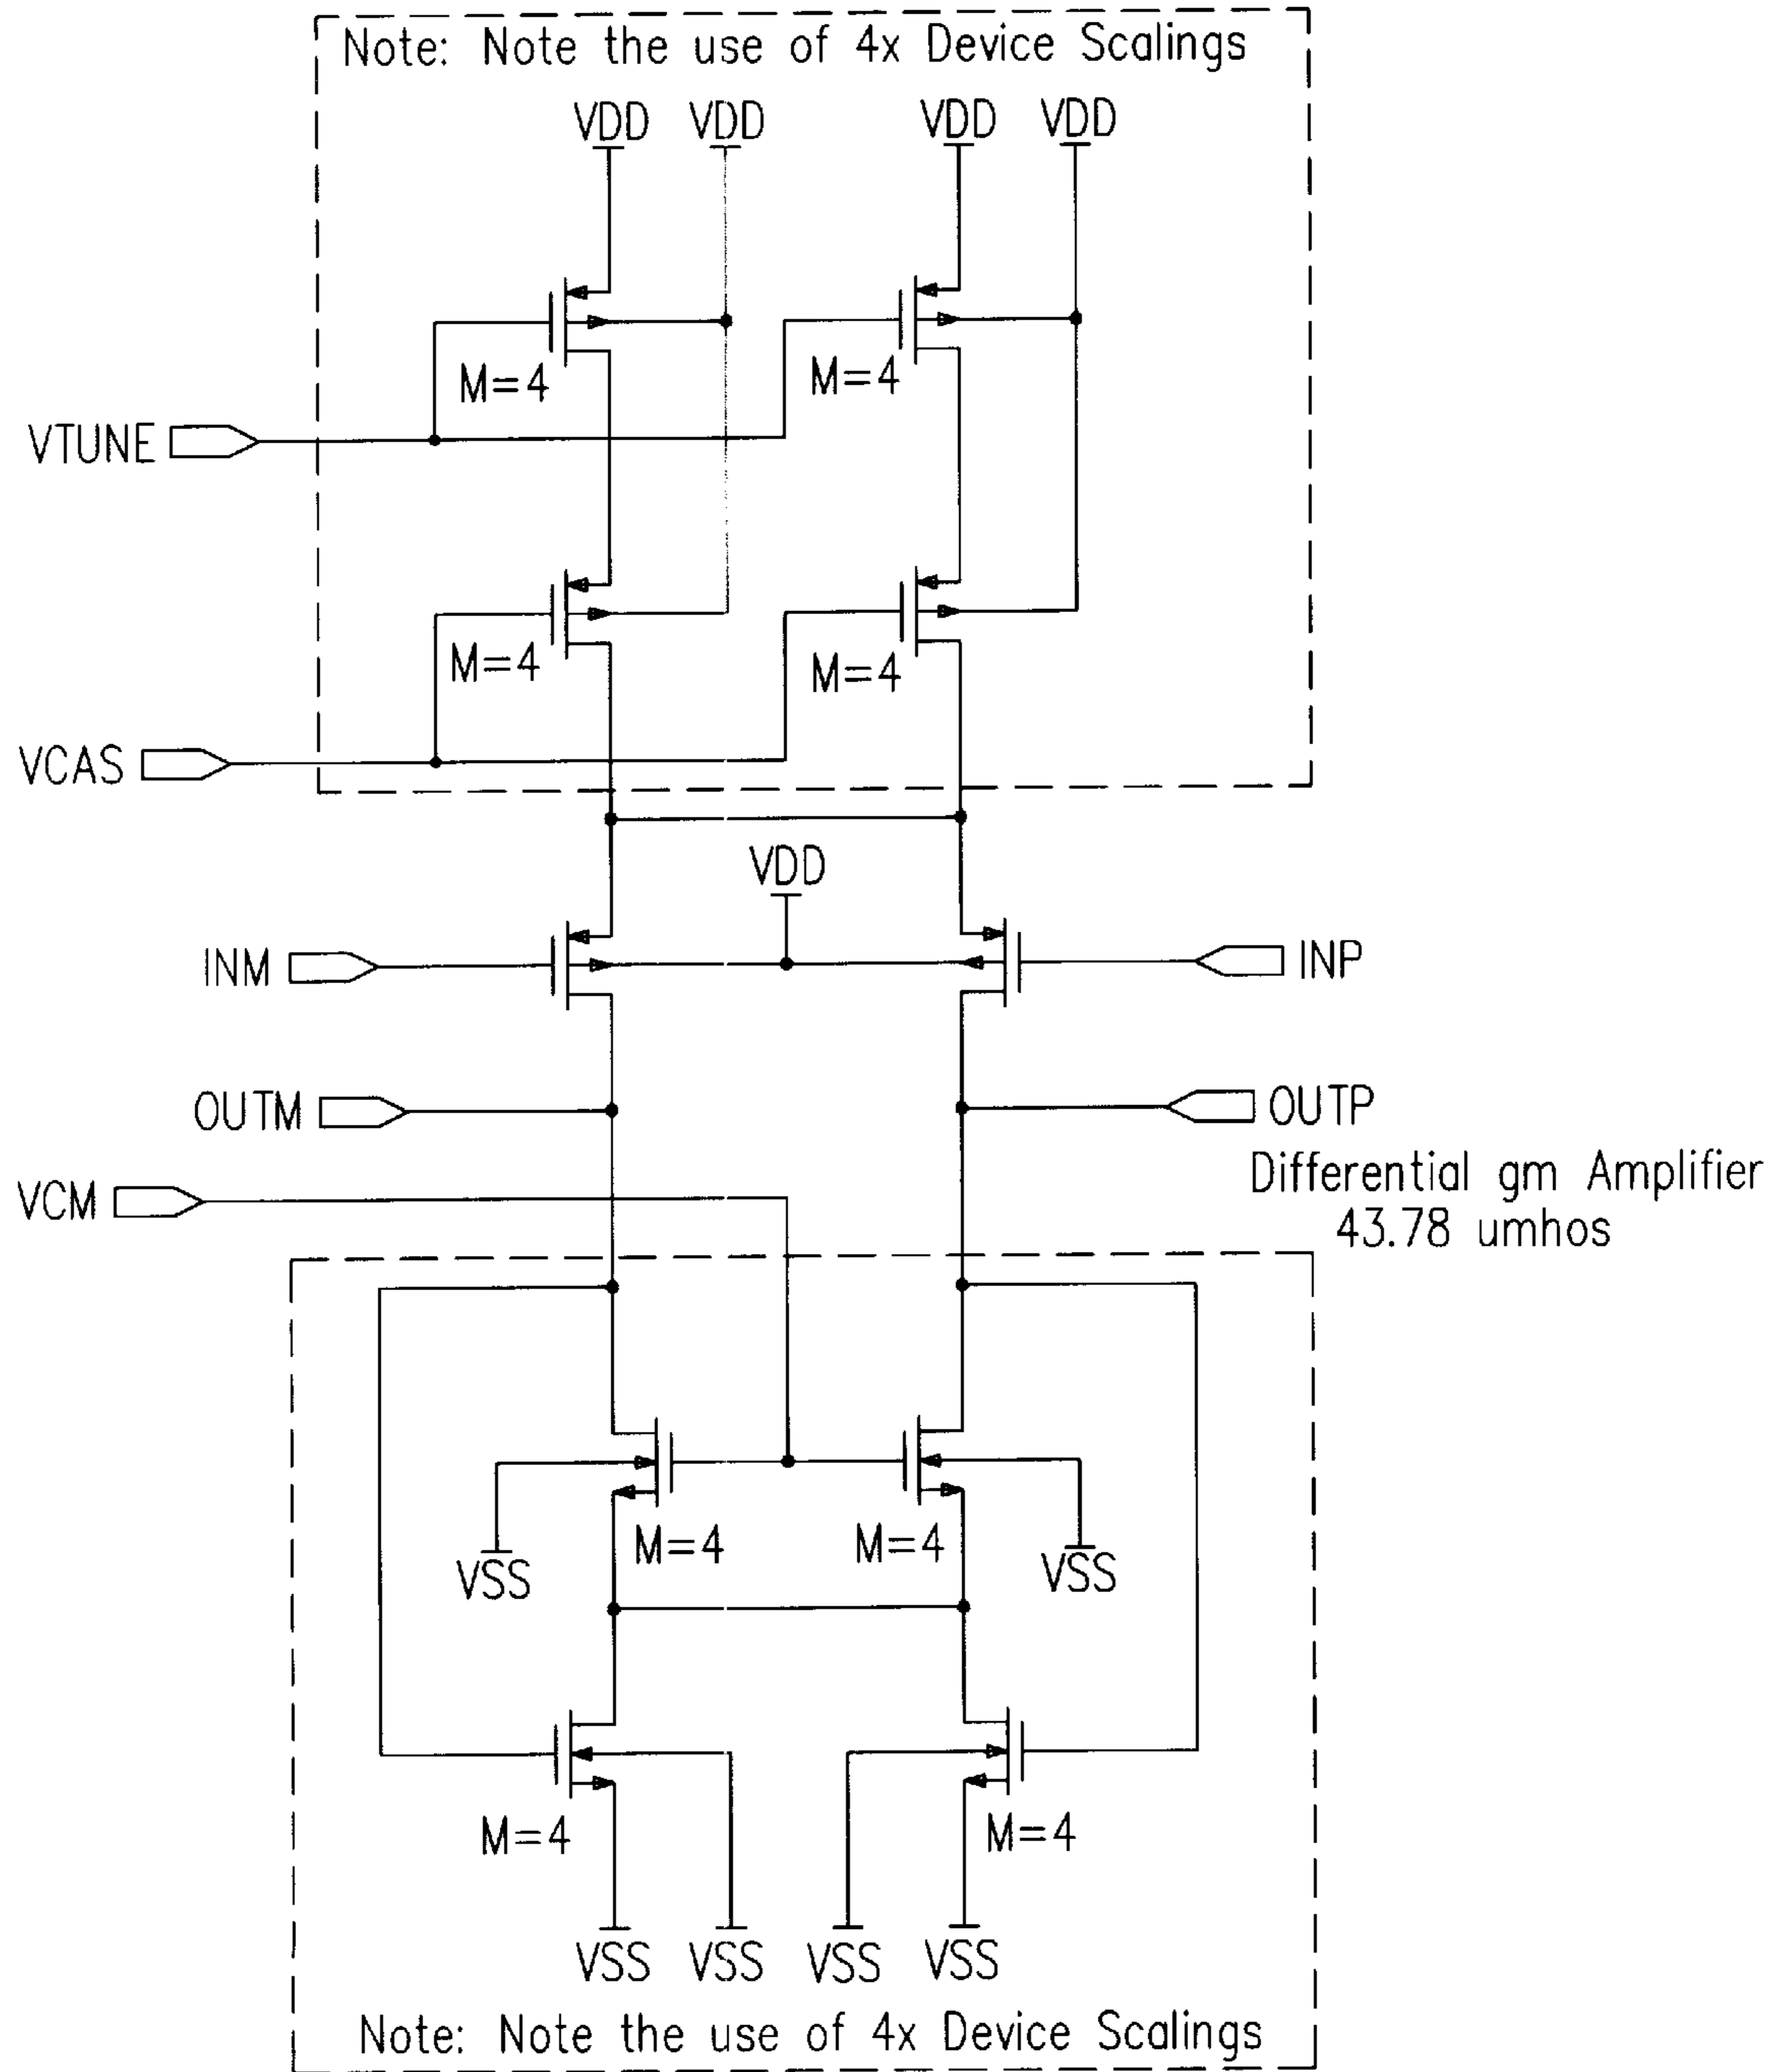 Note: Note the use of 4x Device Scalings
VDD VDD VDD VDD
M=4 M=4
VTUNE
M=4 M=4
VCAS
VDD
INM INP
OUTM OUTP
Differential gm Amplifier
VCM
43.78 umhos
M=4 M=4
VSS VSS
M=4 M=4
VSS VSS VSS VSS
Note: Note the use of 4x Device Scalings